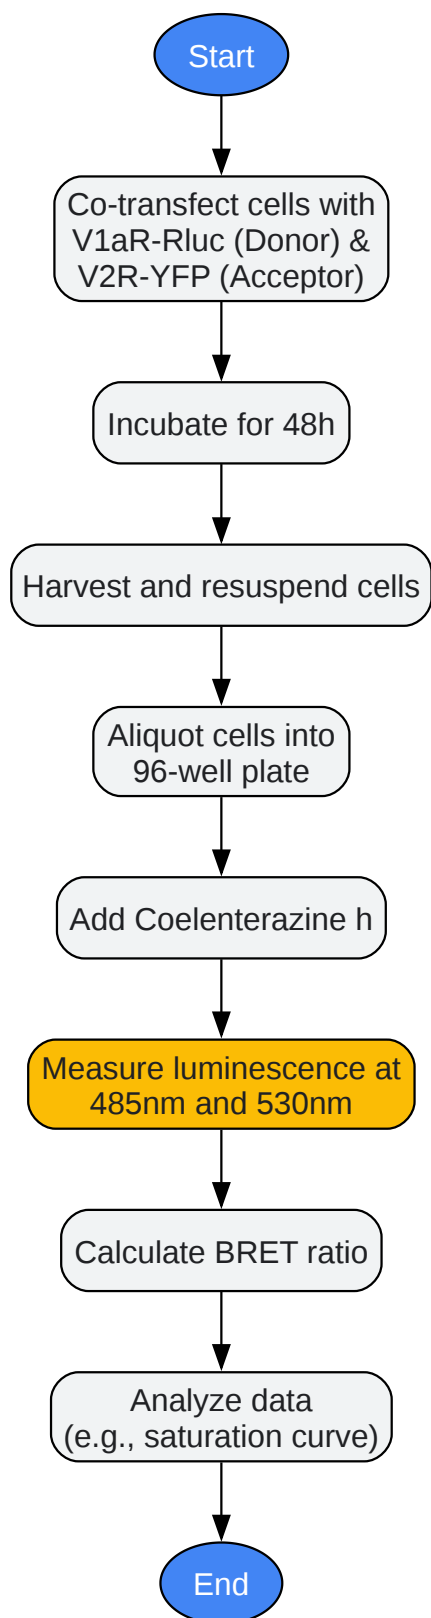 Start
Co-transfect cells with
V1aR-Rluc (Donor) &
V2R-YFP (Acceptor)
Incubate for 48h
Harvest and resuspend cells
Aliquot cells into
96-well plate
Add Coelenterazine h
Measure luminescence at
485nm and 530nm
Calculate BRET ratio
Analyze data
(e.g., saturation curve)
End